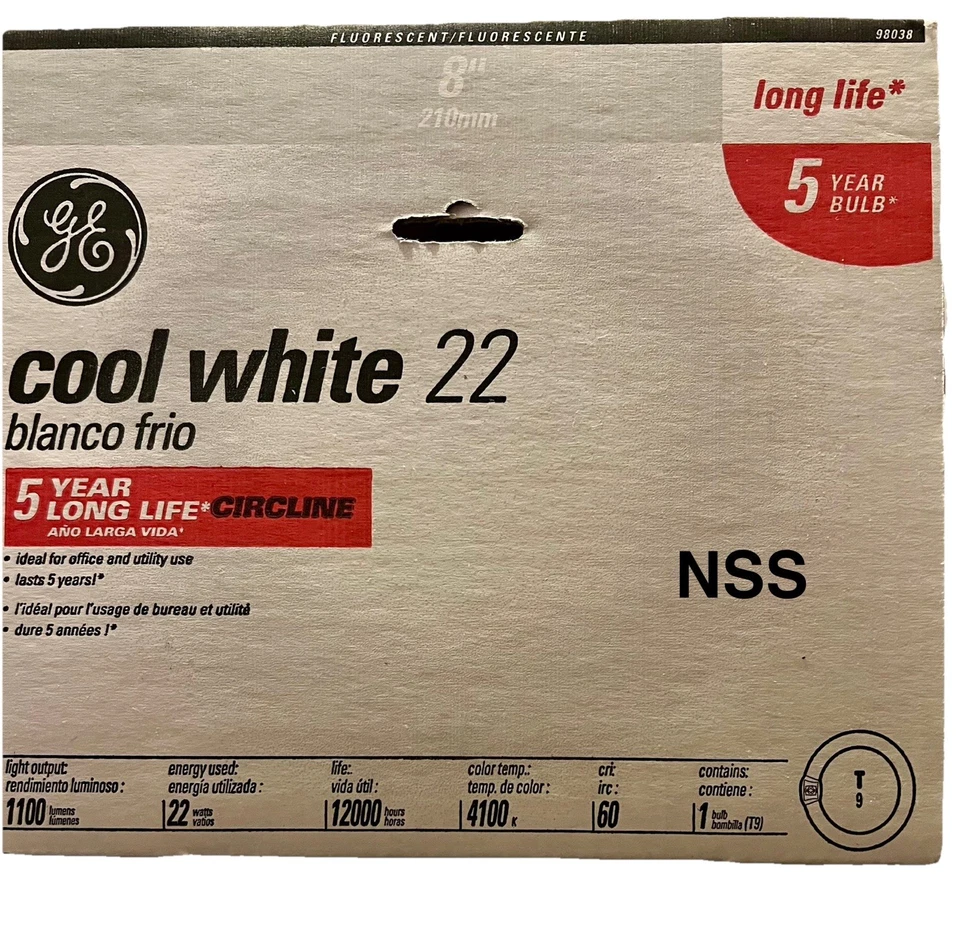 FLUORESCENT/FLUORESCENTE
98038
8"
210mm
long life*
5 YEAR
BULB*
GE
cool white 22
blanco frio
5 YEAR
LONG LIFE* CIRCLINE
AÑO LARGA VIDA*
• ideal for office and utility use
• lasts 5 years!*
• l'idéal pour l'usage de bureau et utilità
• dure 5 années !*
NSS
light output:
rendimiento luminoso :
1100 lumens
lúmenes
energy used:
energía utilizada :
22 watts
vatios
life:
vida útil :
12000 hours
horas
color temp.:
temp. de color :
4100 K
cri:
irc :
60
contains:
contiene :
1 bulb
bombilla (T9)
T
9